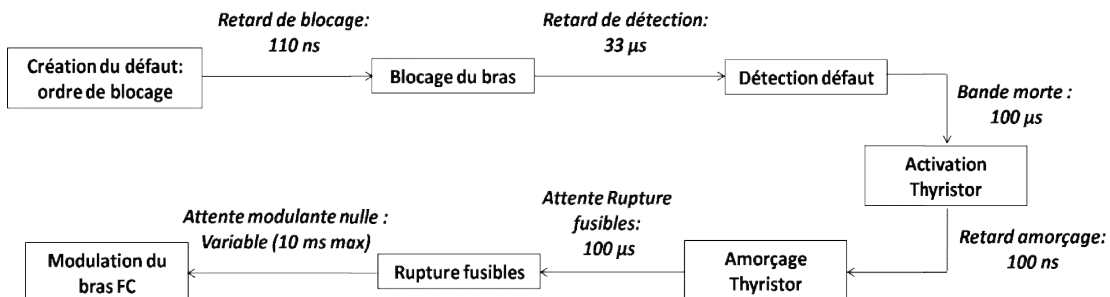 Retard de blocage:
110 ns
Retard de détection:
33 µs
Création du défaut:
ordre de blocage
Blocage du bras
Détection défaut
Bande morte :
100 µs
Activation
Thyristor
Attente modulante nulle :
Variable (10 ms max)
Attente Rupture
fusibles:
100 µs
Retard amorçage:
100 ns
Modulation du
bras FC
Rupture fusibles
Amorçage
Thyristor